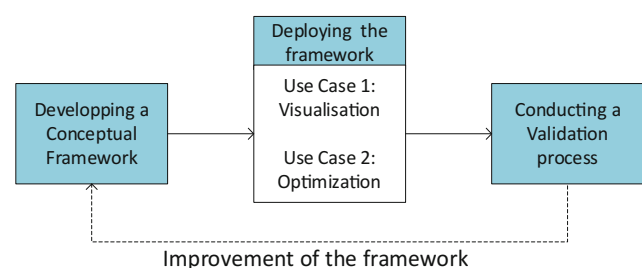 Developping a
Conceptual
Framework
Deploying the
framework
Use Case 1:
Visualisation
Use Case 2:
Optimization
Conducting a
Validation
process
Improvement of the framework